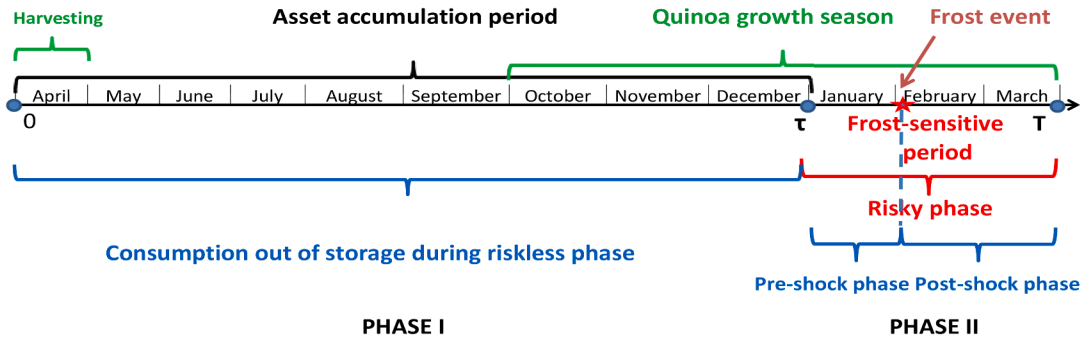 Harvesting
Asset accumulation period
Quinoa growth season
Frost event
April May June July August September October November December January February March
0
τ
Frost-sensitive
period
T
Risky phase
Consumption out of storage during riskless phase
Pre-shock phase Post-shock phase
PHASE I
PHASE II